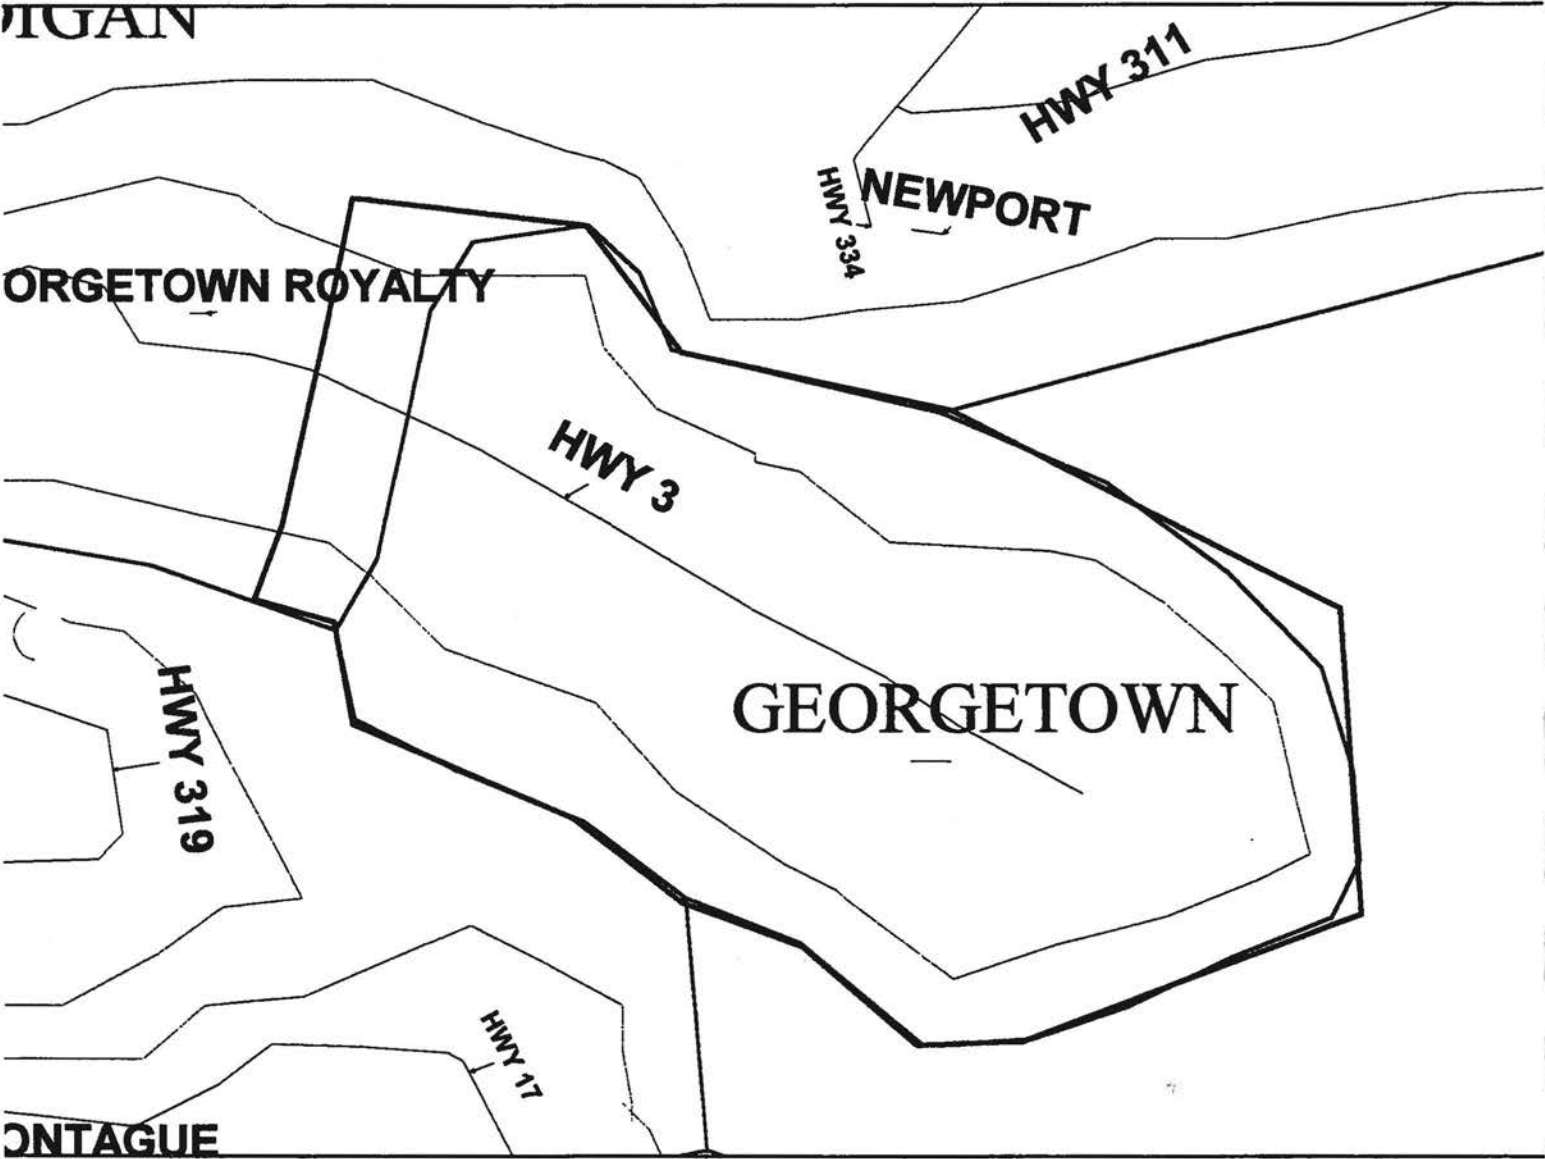 IGAN
HWY 311
HWY 334
NEWPORT
ORGETOWN ROYALTY
HWY 3
GEORGETOWN
HWY 319
HWY 17
ONTAGUE